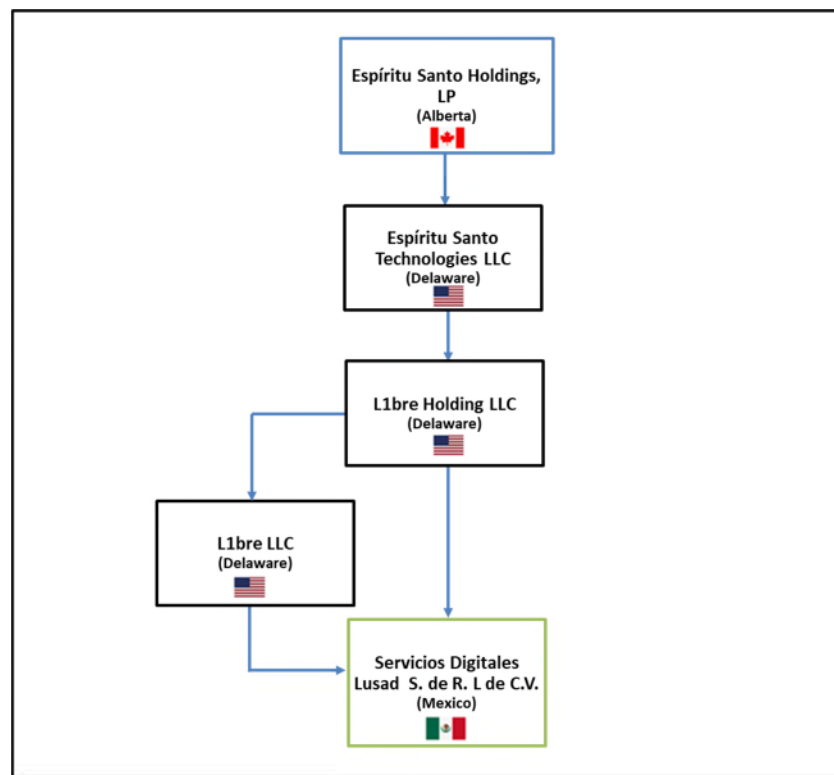 Espíritu Santo Holdings,
LP
(Alberta)
Espíritu Santo
Technologies LLC
(Delaware)
L1bre Holding LLC
(Delaware)
L1bre LLC
(Delaware)
Servicios Digitales
Lusad S. de R. L de C.V.
(Mexico)